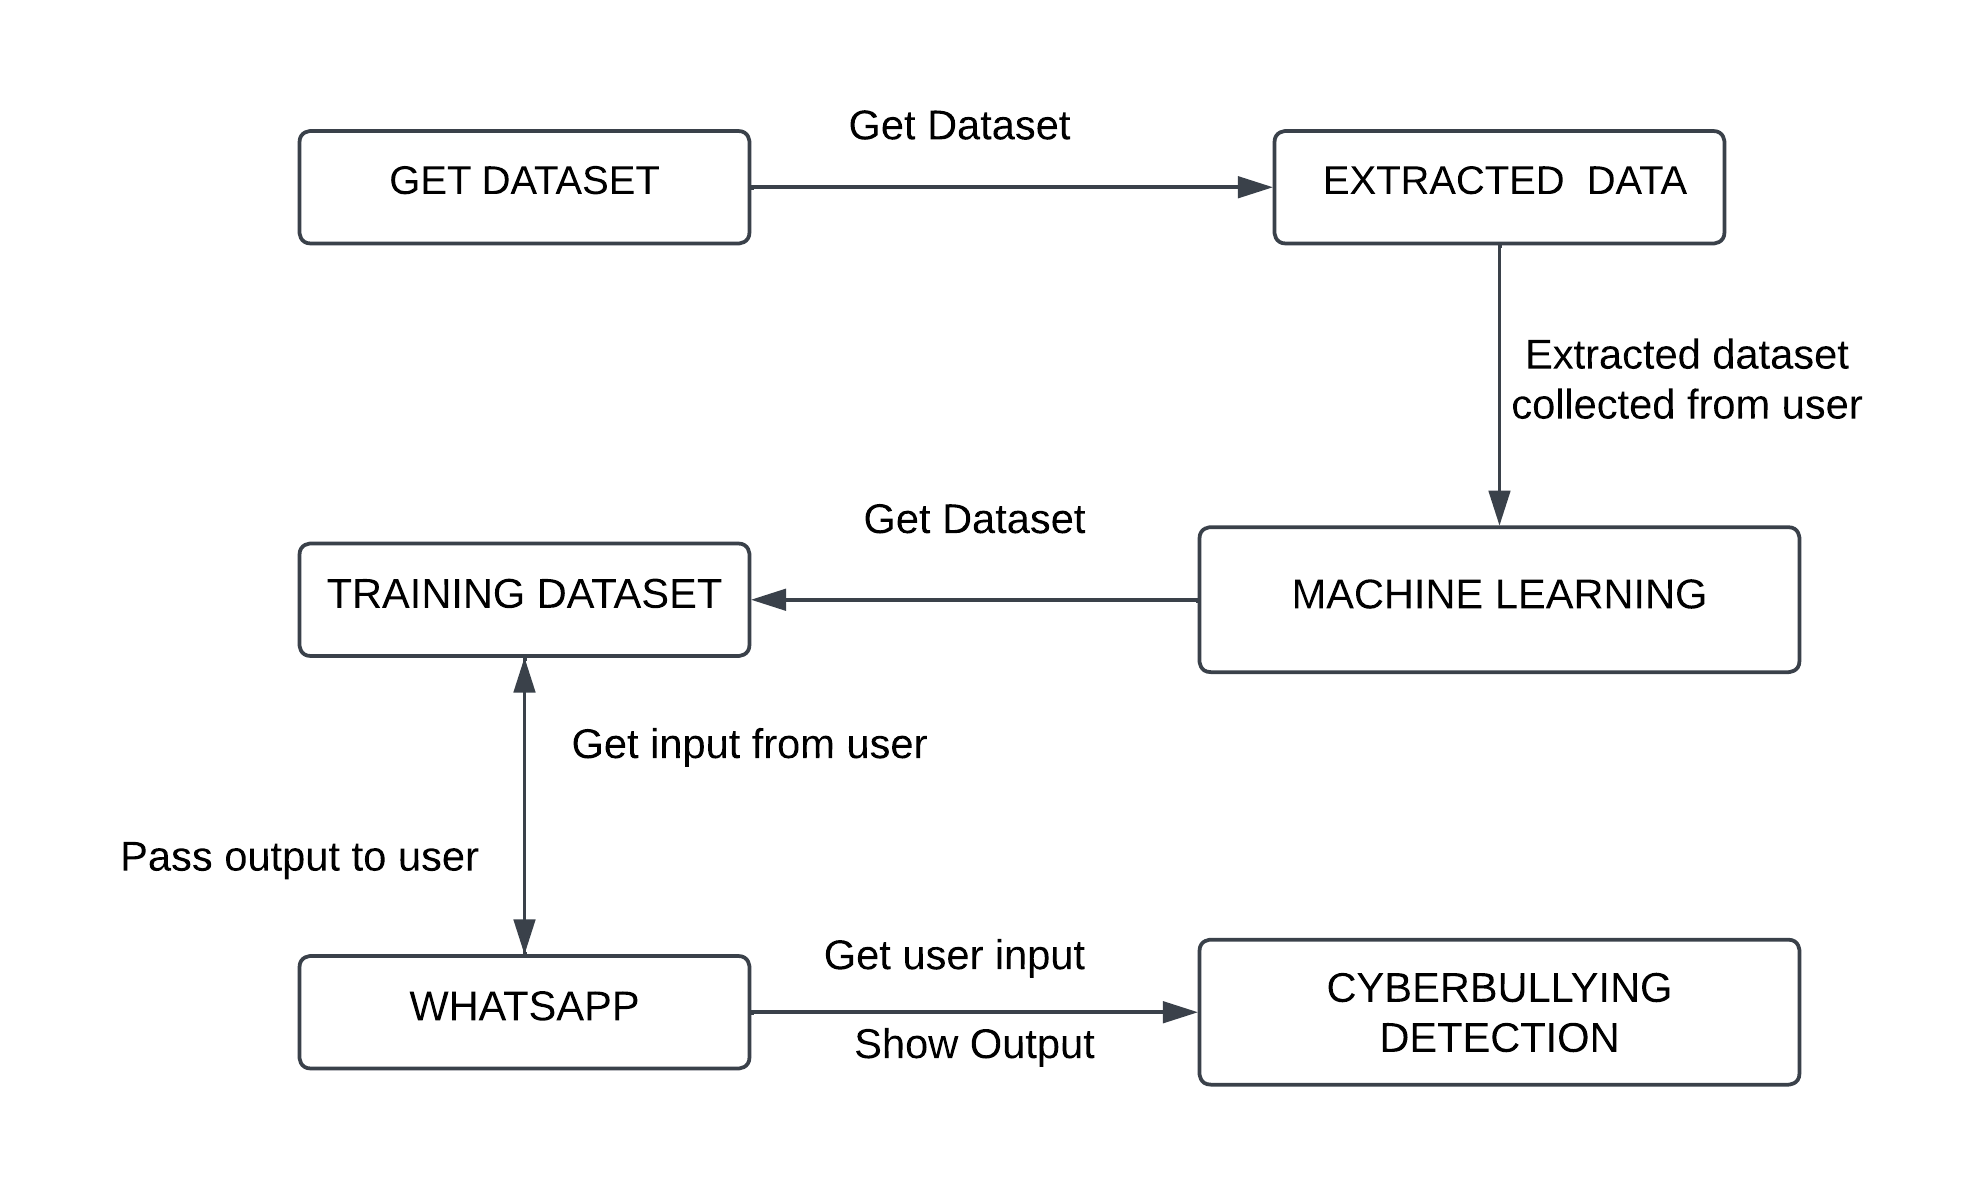 Get Dataset
GET DATASET
EXTRACTED  DATA
Extracted dataset
collected from user
Get Dataset
TRAINING DATASET
MACHINE LEARNING
Get input from user
Pass output to user
Get user input
WHATSAPP
Show Output
CYBERBULLYING
DETECTION